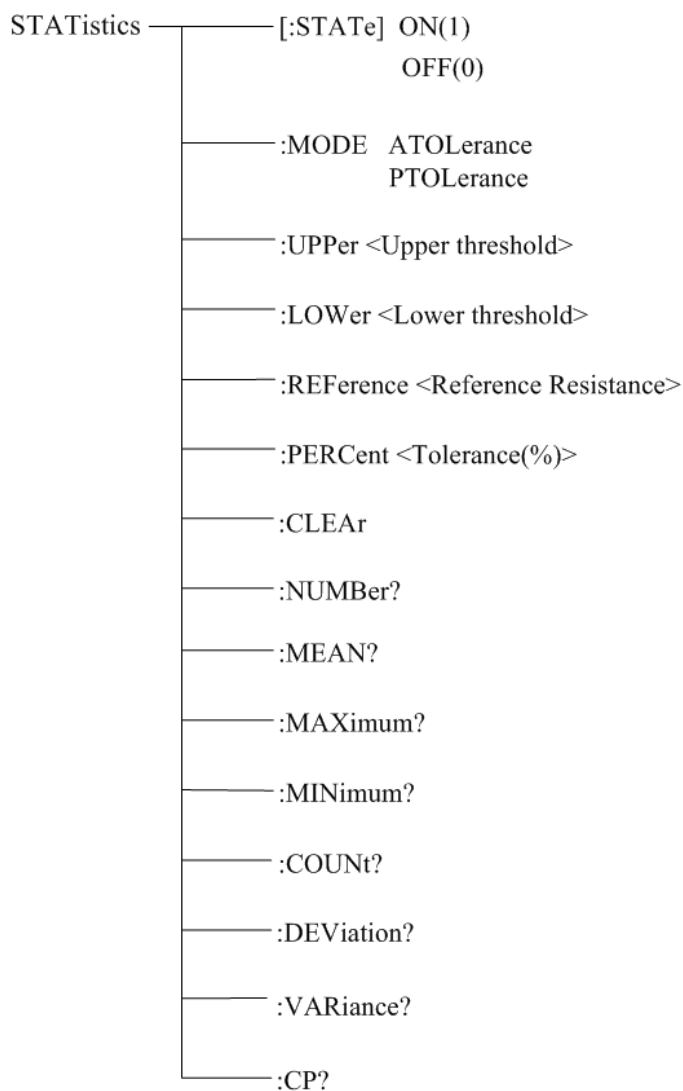 STATistics [:STATe] ON(1)
OFF(0)
:MODE ATOLerance
PTOLerance
:UPPer <Upper threshold>
:LOWer <Lower threshold>
:REFerence <Reference Resistance>
:PERCent <Tolerance(%)>
:CLEAr
:NUMBer?
:MEAN?
:MAXimum?
:MINimum?
:COUNt?
:DEViation?
:VARiance?
:CP?